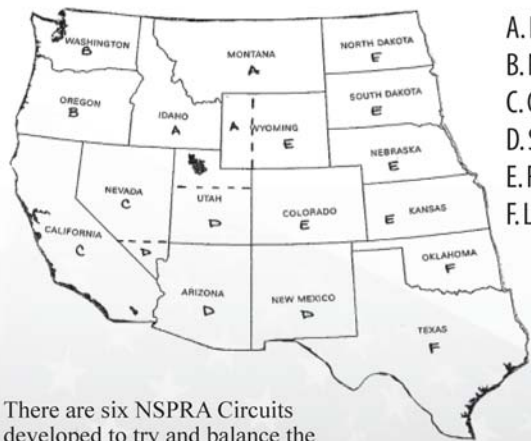 WASHINGTON
B
MONTANA
A
NORTH DAKOTA
E
OREGON
B
IDAHO
A
A WYOMING
E
SOUTH DAKOTA
E
NEBRASKA
E
NEVADA
C
UTAH
D
COLORADO
E
E KANSAS
CALIFORNIA
C
D
ARIZONA
D
NEW MEXICO
D
OKLAHOMA
F
TEXAS
F
A.
B.
C.
D.
E.
F.
There are six NSPRA Circuits
developed to try and balance the